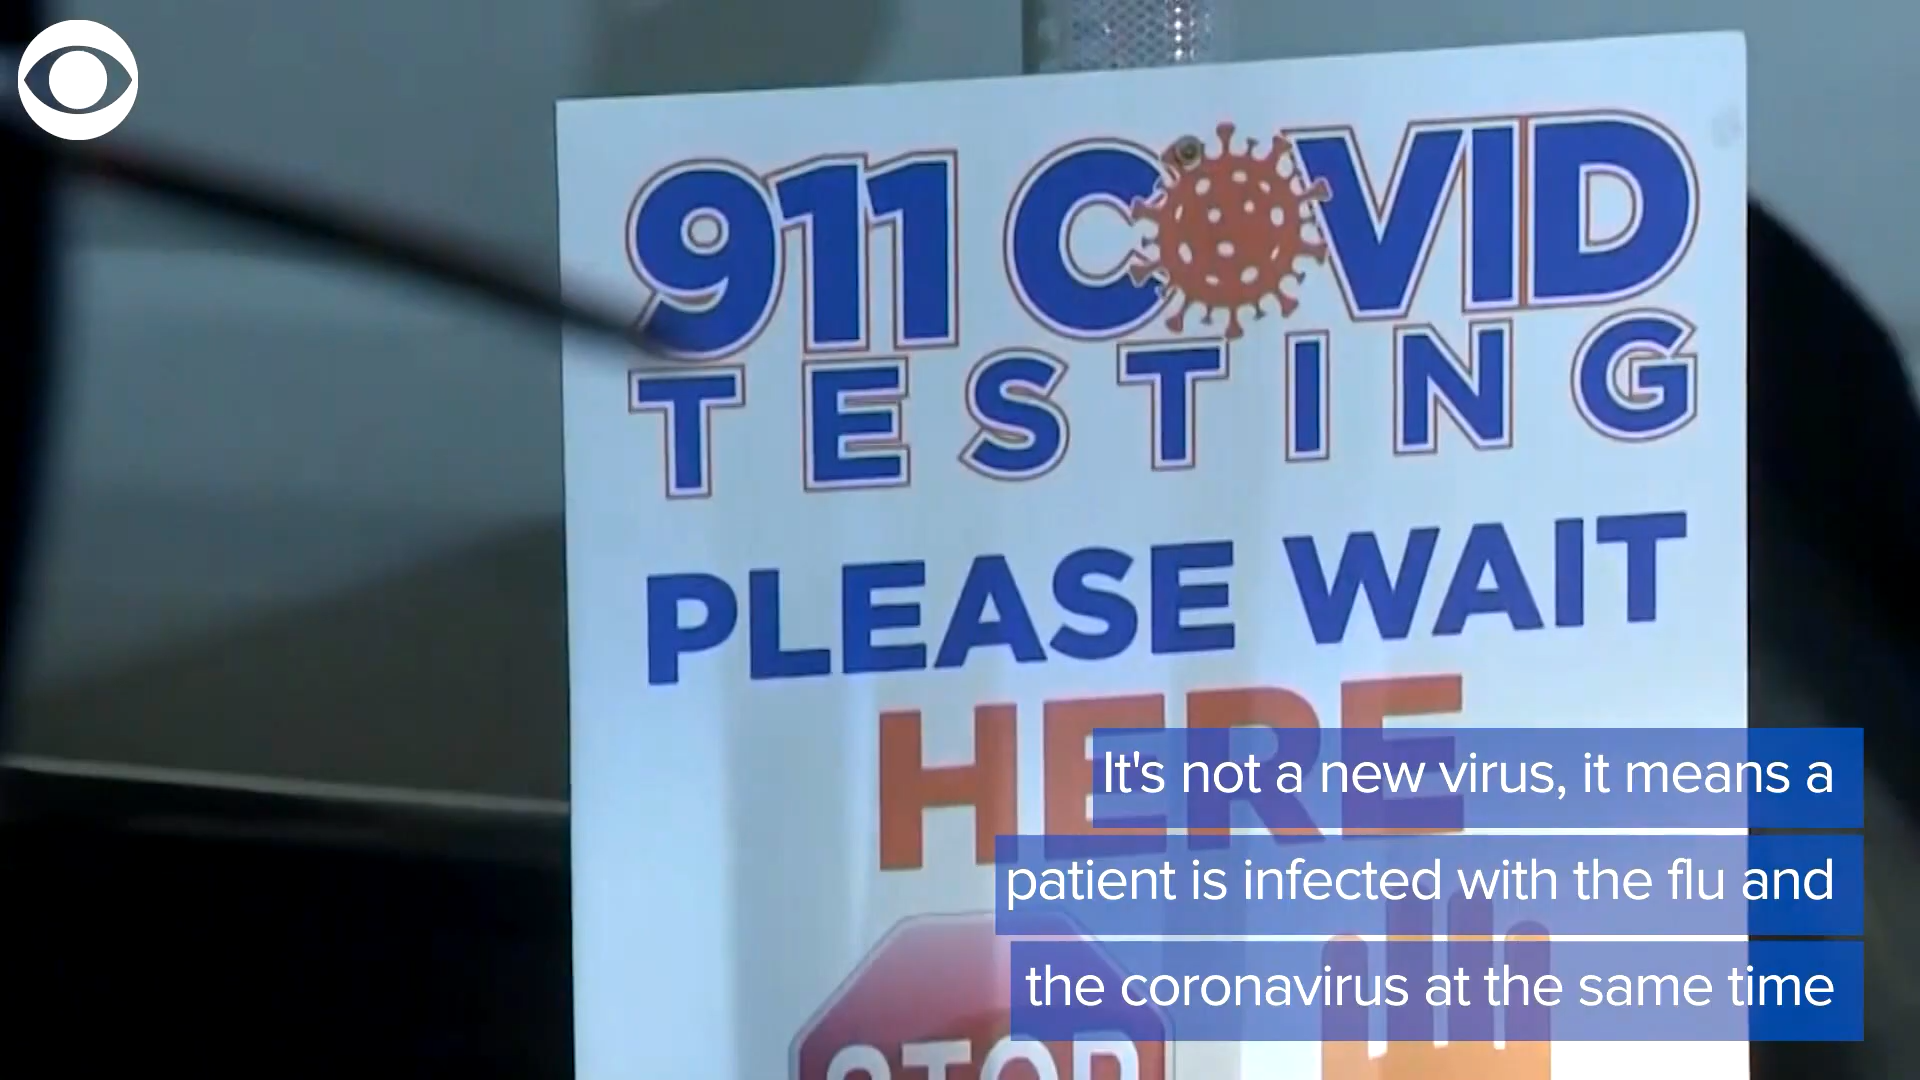 911 COVID
TESTING
PLEASE WAIT
HERE
STOP
It's not a new virus, it means a
patient is infected with the flu and
the coronavirus at the same time